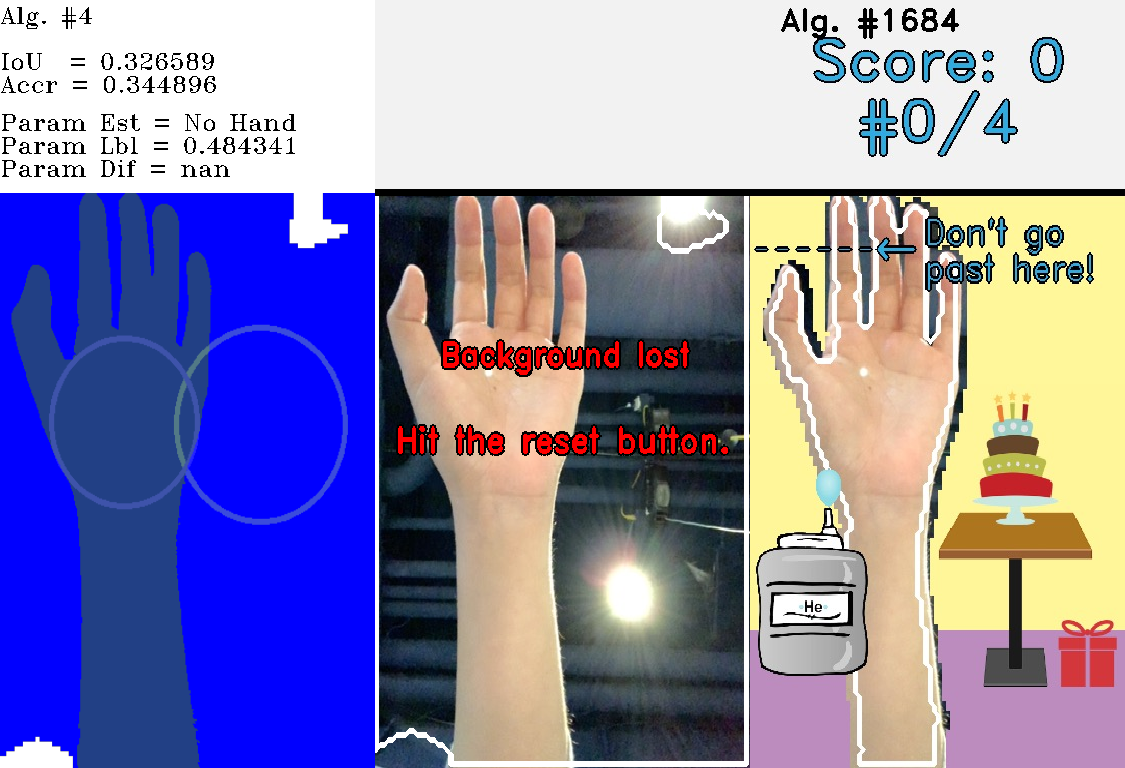 Alg. #4
IoU = 0.326589
Accr = 0.344896
Param Est = No Hand
Param Lbl = 0.484341
Param Dif = nan
Alg. #1684
Score: 0
#0/4
Background lost
Hit the reset button.
Don't go
past here!
He